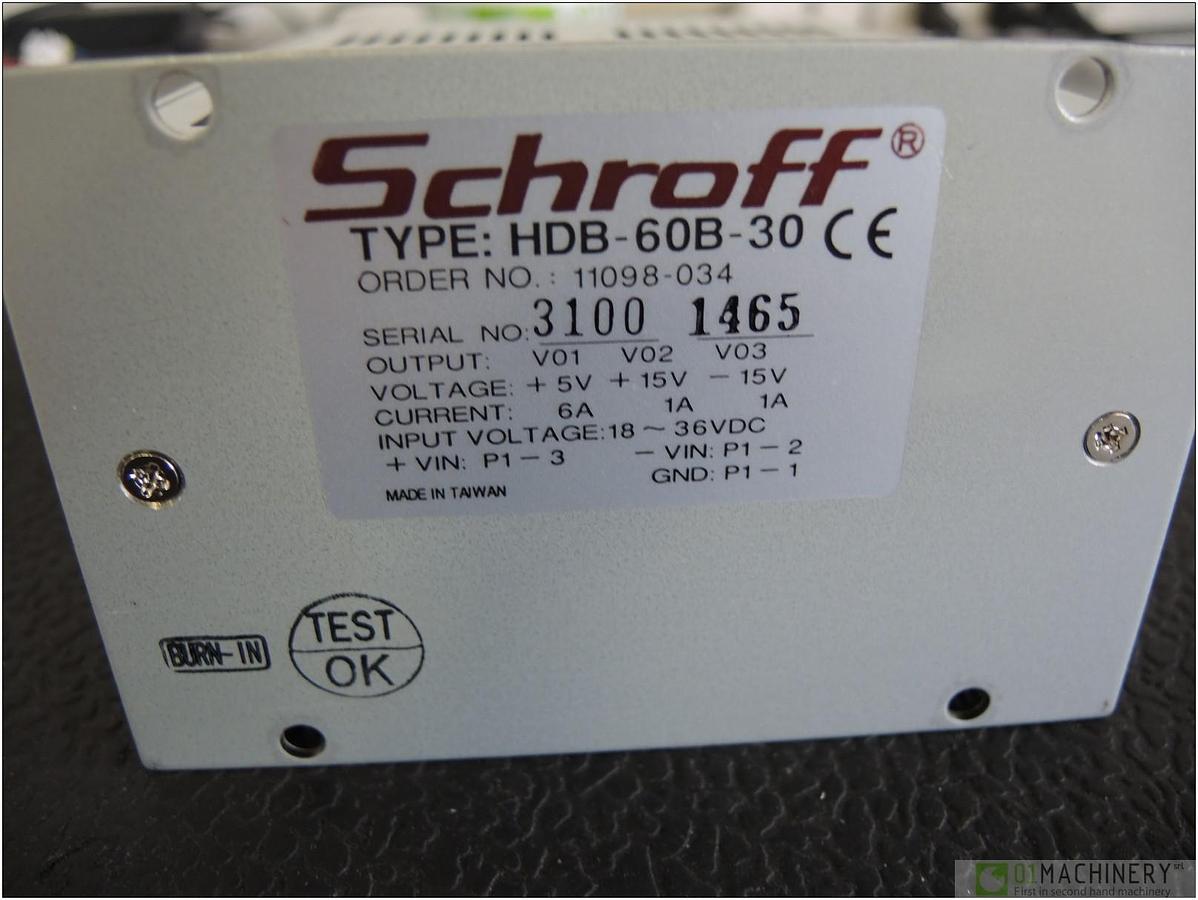 Schroff®
TYPE: HDB-60B-30 CE
ORDER NO.: 11098-034
SERIAL NO: 3100 1465
OUTPUT: V01 V02 V03
VOLTAGE: +5V +15V −15V
CURRENT: 6A 1A 1A
INPUT VOLTAGE: 18 ~ 36VDC
+ VIN: P1-3 − VIN: P1-2
GND: P1-1
MADE IN TAIWAN
BURN-IN
TEST
OK
01MACHINERY srl
First in second hand machinery